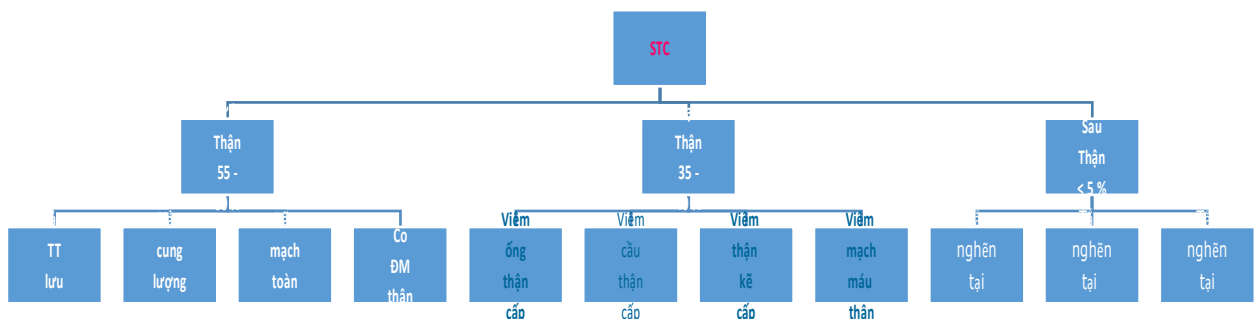 STC
Thận
55 -
Thận
35 -
Sau
Thận
< 5 %
TT
lưu
cung
lượng
mạch
toàn
Co
ĐM
thận
Viêm
ống
thận
cấp
Viêm
cầu
thận
cấp
Viêm
thận
kẽ
cấp
Viêm
mạch
máu
thận
nghẽn
tại
nghẽn
tại
nghẽn
tại